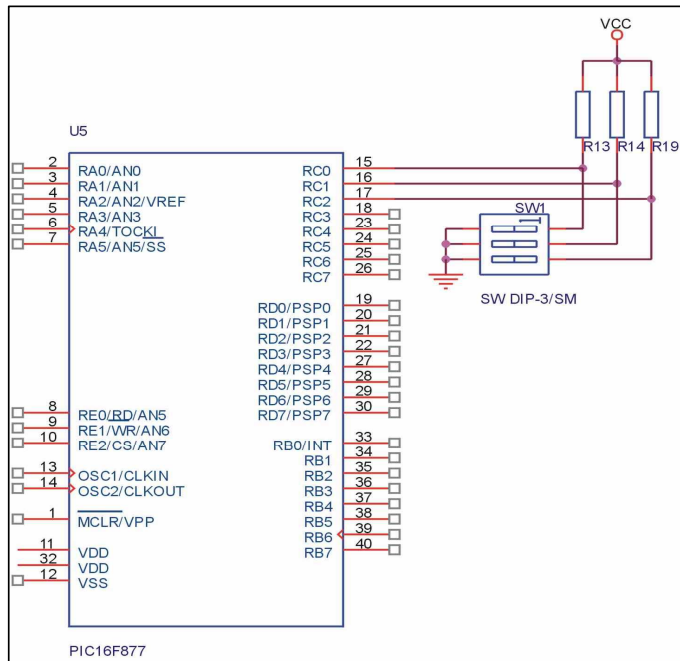 VCC
R13
R14
R19
U5
2
RA0/AN0
3
RA1/AN1
4
RA2/AN2/VREF
5
RA3/AN3
6
RA4/TOCKI
7
RA5/AN5/SS
8
RE0/RD/AN5
9
RE1/WR/AN6
10
RE2/CS/AN7
13
OSC1/CLKIN
14
OSC2/CLKOUT
1
MCLR/VPP
11
VDD
32
VDD
12
VSS
RC0
15
RC1
16
RC2
17
RC3
18
RC4
23
RC5
24
RC6
25
RC7
26
RD0/PSP0
19
RD1/PSP1
20
RD2/PSP2
21
RD3/PSP3
22
RD4/PSP4
27
RD5/PSP5
28
RD6/PSP6
29
RD7/PSP7
30
RB0/INT
33
RB1
34
RB2
35
RB3
36
RB4
37
RB5
38
RB6
39
RB7
40
SW1
SW DIP-3/SM
PIC16F877